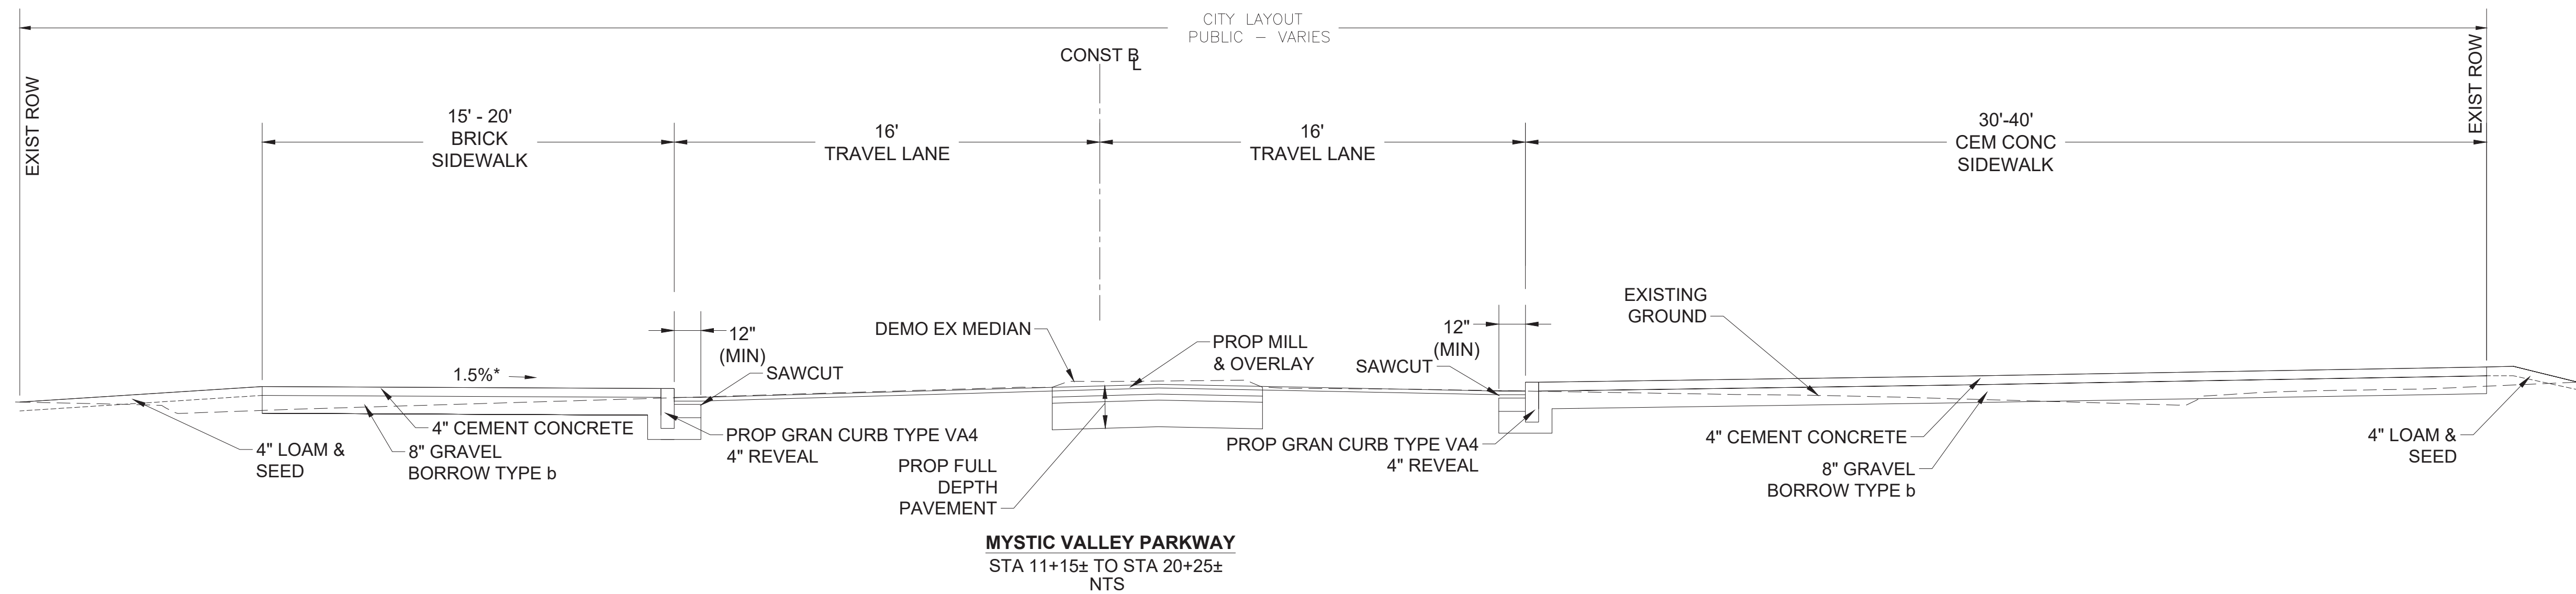 CITY LAYOUT
PUBLIC – VARIES
CONST BL
EXIST ROW
EXIST ROW
15' - 20'
BRICK
SIDEWALK
16'
TRAVEL LANE
16'
TRAVEL LANE
30'-40'
CEM CONC
SIDEWALK
12"
(MIN)
SAWCUT
DEMO EX MEDIAN
PROP MILL
& OVERLAY
12"
(MIN)
SAWCUT
EXISTING
GROUND
1.5%*
4" LOAM &
SEED
4" CEMENT CONCRETE
8" GRAVEL
BORROW TYPE b
PROP GRAN CURB TYPE VA4
4" REVEAL
PROP FULL
DEPTH
PAVEMENT
PROP GRAN CURB TYPE VA4
4" REVEAL
4" CEMENT CONCRETE
8" GRAVEL
BORROW TYPE b
4" LOAM &
SEED
MYSTIC VALLEY PARKWAY
STA 11+15± TO STA 20+25±
NTS